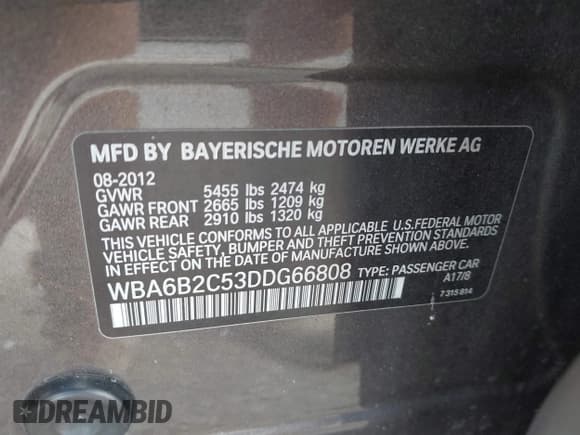 MFD BY BAYERISCHE MOTOREN WERKE AG
08-2012
GVWR 5455 lbs 2474 kg
GAWR FRONT 2665 lbs 1209 kg
GAWR REAR 2910 lbs 1320 kg
THIS VEHICLE CONFORMS TO ALL APPLICABLE U.S.FEDERAL MOTOR
VEHICLE SAFETY, BUMPER AND THEFT PREVENTION STANDARDS
IN EFFECT ON THE DATE OF MANUFACTURE SHOWN ABOVE.
WBA6B2C53DDG66808 TYPE: PASSENGER CAR
A17/8
7 315 814
DREAMBID